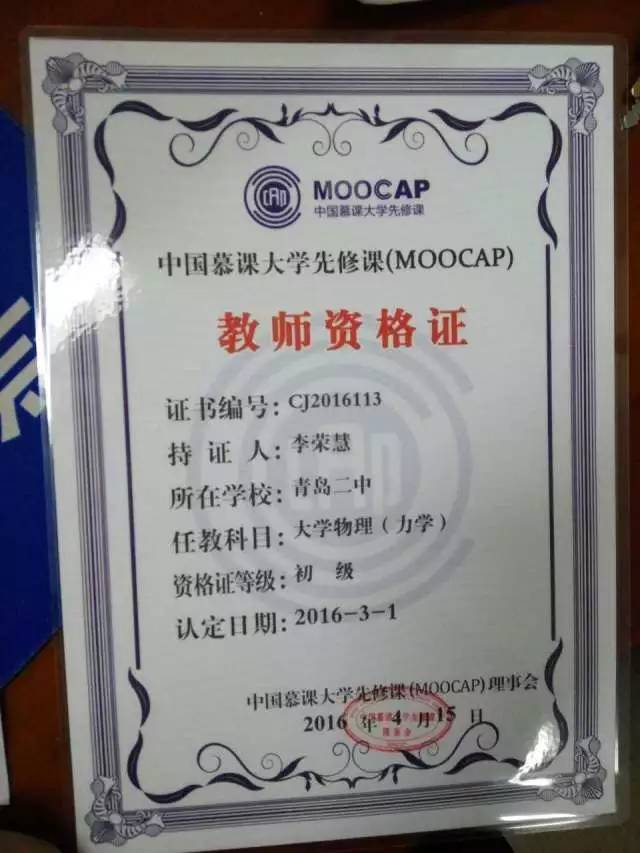 CAP
MOOCAP
中国慕课大学先修课
中国慕课大学先修课(MOOCAP)
教师资格证
证书编号: CJ2016113
持 证 人: 李荣慧
所在学校: 青岛二中
任教科目: 大学物理(力学)
资格证等级: 初 级
认定日期: 2016-3-1
中国慕课大学先修课(MOOCAP)理事会
2016 年 4 月 15 日
理事会